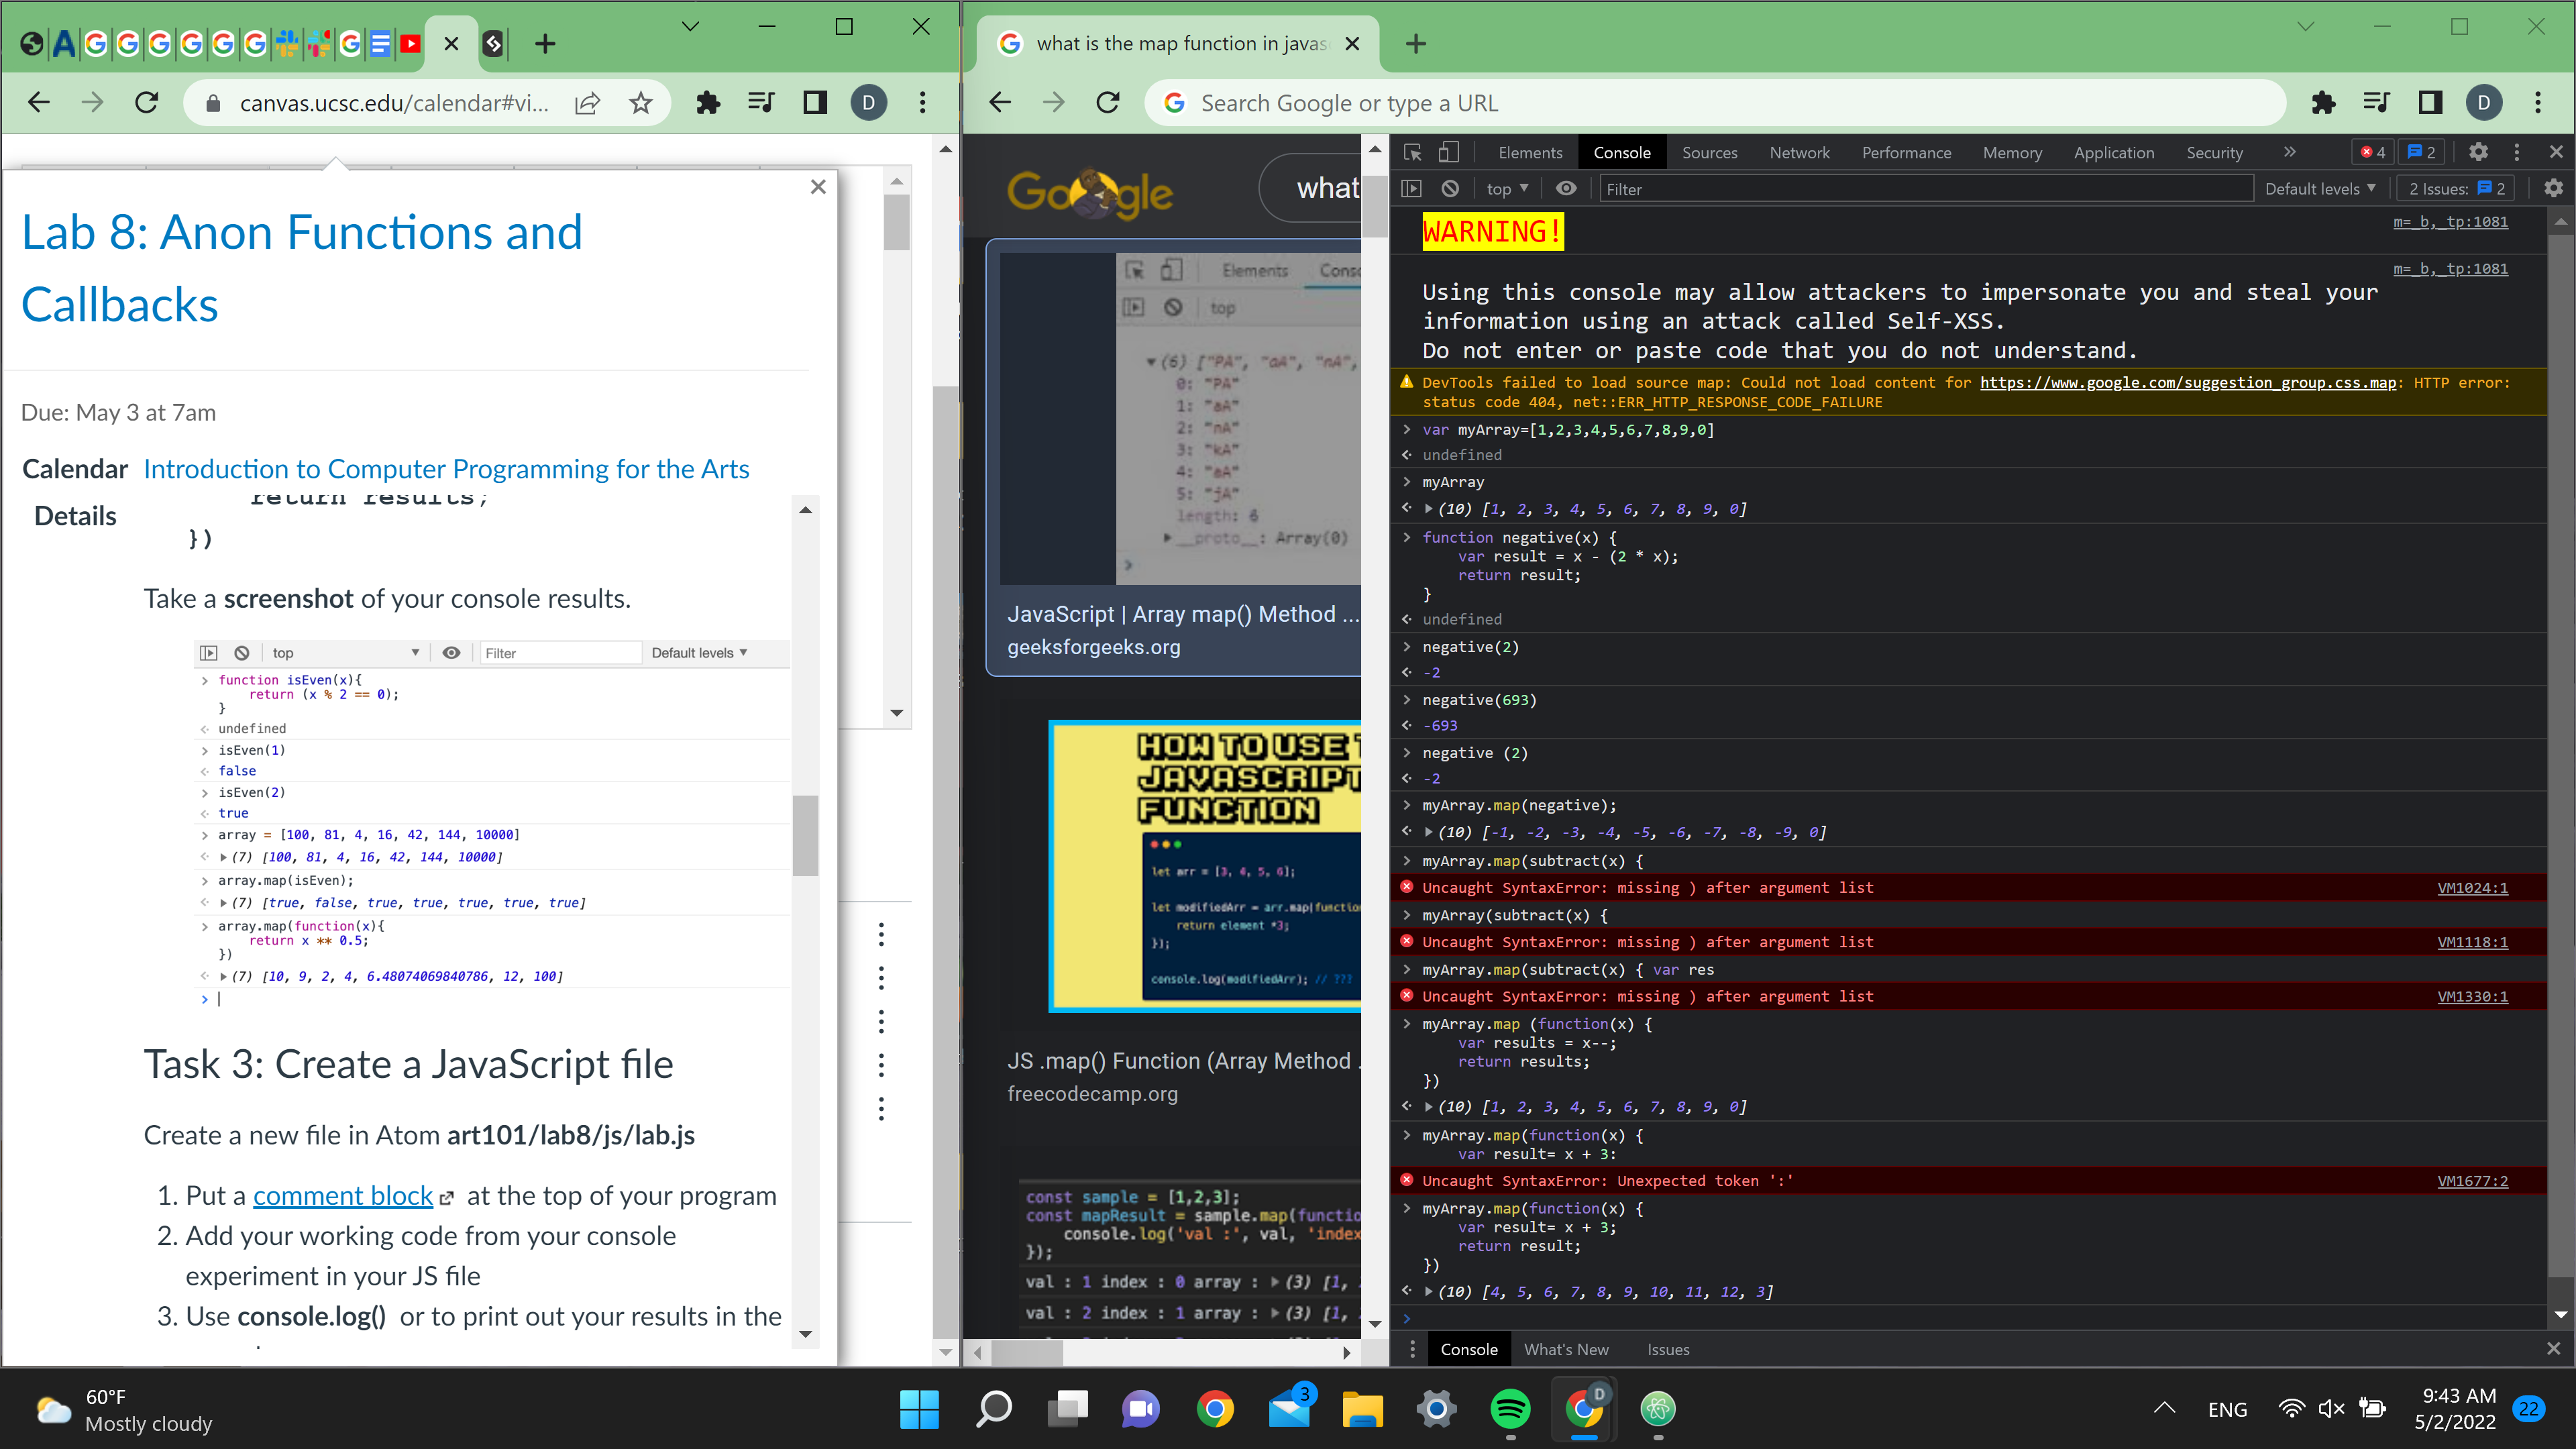 what is the map function in javas
canvas.ucsc.edu/calendar#vi...
D
Search Google or type a URL
D
Lab 8: Anon Functions and
Callbacks
Due: May 3 at 7am
Calendar Introduction to Computer Programming for the Arts
Details
return results;
})
Take a screenshot of your console results.
top
Filter
Default levels
function isEven(x){
return (x % 2 == 0);
}
undefined
isEven(1)
false
isEven(2)
true
array = [100, 81, 4, 16, 42, 144, 10000]
(7) [100, 81, 4, 16, 42, 144, 10000]
array.map(isEven);
(7) [true, false, true, true, true, true, true]
array.map(function(x){
return x ** 0.5;
})
(7) [10, 9, 2, 4, 6.48074069840786, 12, 100]
Task 3: Create a JavaScript file
Create a new file in Atom art101/lab8/js/lab.js
1. Put a comment block at the top of your program
2. Add your working code from your console
experiment in your JS file
3. Use console.log() or to print out your results in the
Google
what
Elements Conso
top
(6) ["PA", "aA", "nA",
0: "PA"
1: "aA"
2: "nA"
3: "kA"
4: "aA"
5: "jA"
length: 6
__proto__: Array(0)
JavaScript | Array map() Method ...
geeksforgeeks.org
HOW TO USE T
JAVASCRIPT
FUNCTION
let arr = [3, 4, 5, 6];
let modifiedArr = arr.map(functio
return element *3;
});
console.log(modifiedArr); // ???
JS .map() Function (Array Method .
freecodecamp.org
const sample = [1,2,3];
const mapResult = sample.map(functio
console.log('val :', val, 'index
});
val : 1 index : 0 array : (3) [1,
val : 2 index : 1 array : (3) [1,
Elements Console Sources Network Performance Memory Application Security » 4 2
top Filter Default levels 2 Issues: 2
WARNING! m=_b,_tp:1081
m=_b,_tp:1081
Using this console may allow attackers to impersonate you and steal your
information using an attack called Self-XSS.
Do not enter or paste code that you do not understand.
DevTools failed to load source map: Could not load content for https://www.google.com/suggestion_group.css.map: HTTP error:
status code 404, net::ERR_HTTP_RESPONSE_CODE_FAILURE
var myArray=[1,2,3,4,5,6,7,8,9,0]
undefined
myArray
(10) [1, 2, 3, 4, 5, 6, 7, 8, 9, 0]
function negative(x) {
var result = x - (2 * x);
return result;
}
undefined
negative(2)
-2
negative(693)
-693
negative (2)
-2
myArray.map(negative);
(10) [-1, -2, -3, -4, -5, -6, -7, -8, -9, 0]
myArray.map(subtract(x) {
Uncaught SyntaxError: missing ) after argument list VM1024:1
myArray(subtract(x) {
Uncaught SyntaxError: missing ) after argument list VM1118:1
myArray.map(subtract(x) { var res
Uncaught SyntaxError: missing ) after argument list VM1330:1
myArray.map (function(x) {
var results = x--;
return results;
})
(10) [1, 2, 3, 4, 5, 6, 7, 8, 9, 0]
myArray.map(function(x) {
var result= x + 3:
Uncaught SyntaxError: Unexpected token ':' VM1677:2
myArray.map(function(x) {
var result= x + 3;
return result;
})
(10) [4, 5, 6, 7, 8, 9, 10, 11, 12, 3]
Console What's New Issues
60°F
Mostly cloudy
3
D
ENG
9:43 AM
5/2/2022
22